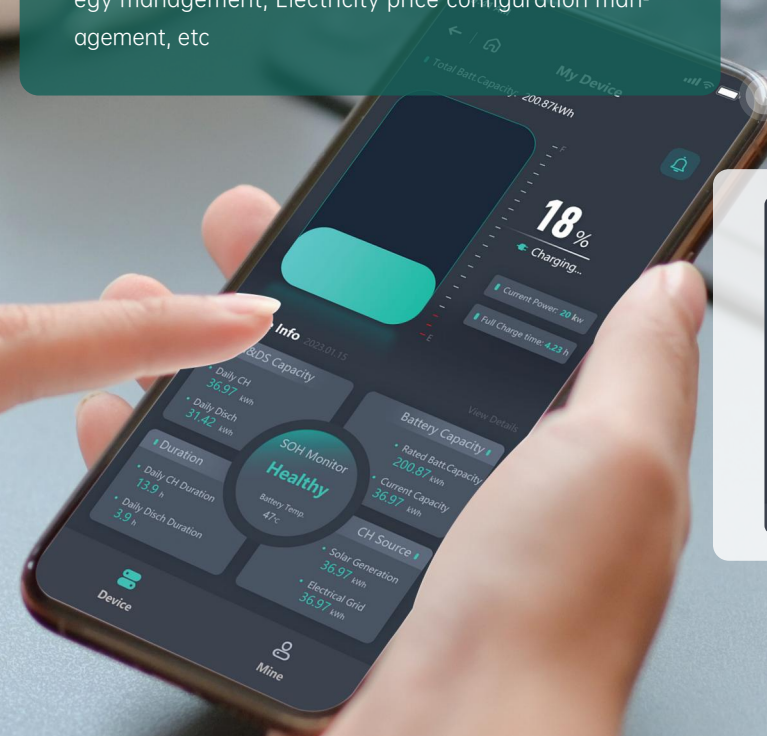 egy management, Electricity price configuration man-
agement, etc
My Device
Total Batt.Capacity: 200.87kWh
F
18%
Charging...
Current Power: 20 kw
Full Charge time: 4.23 h
E
Info 2023.01.15
View Details
&DS Capacity
Daily CH
36.97 kWh
Daily Disch
31.42 kWh
Battery Capacity
Rated Batt.Capacity
200.87 kWh
Current Capacity
36.97 kWh
SOH Monitor
Healthy
Battery Temp.
47°C
Duration
Daily CH Duration
13.9 h
Daily Disch Duration
3.9 h
CH Source
Solar Generation
36.97 kWh
Electrical Grid
36.97 kWh
Device
Mine